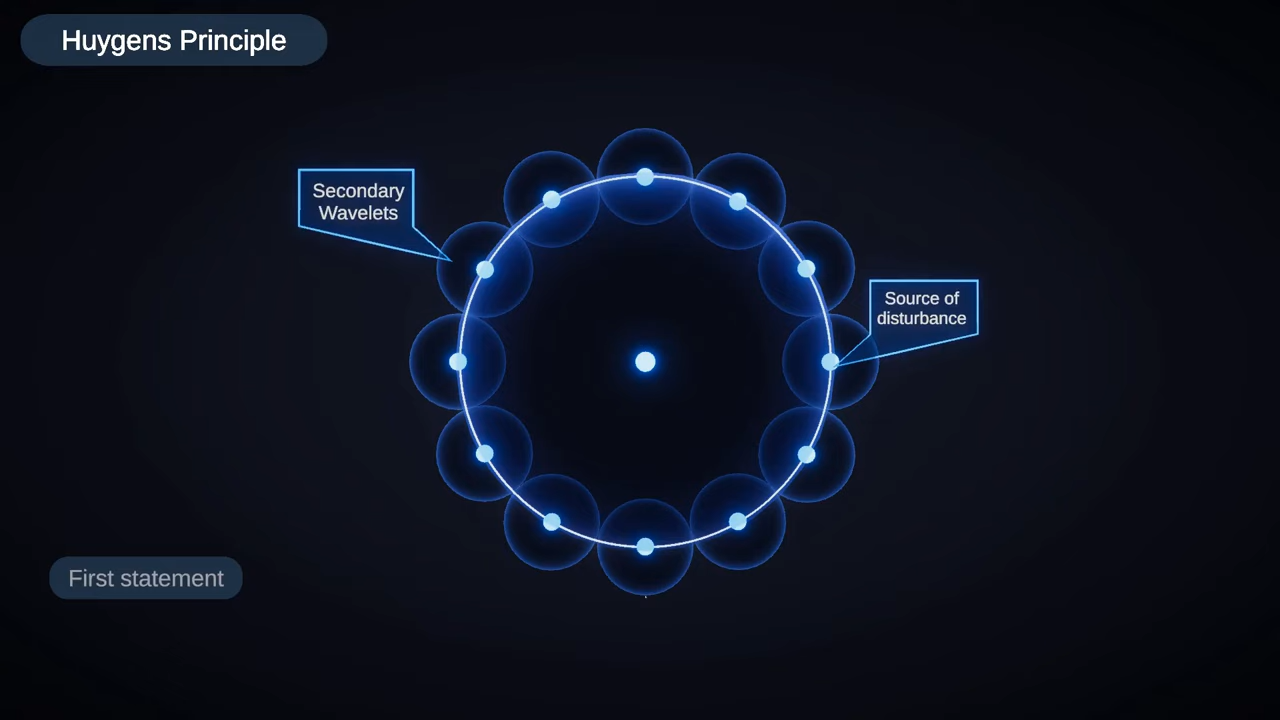 Huygens Principle
Secondary
Wavelets
Source of
disturbance
First statement